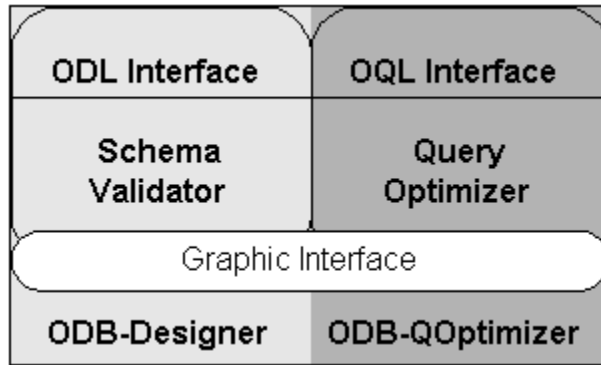 ODL Interface
OQL Interface
Schema
Validator
Query
Optimizer
Graphic Interface
ODB-Designer
ODB-QOptimizer